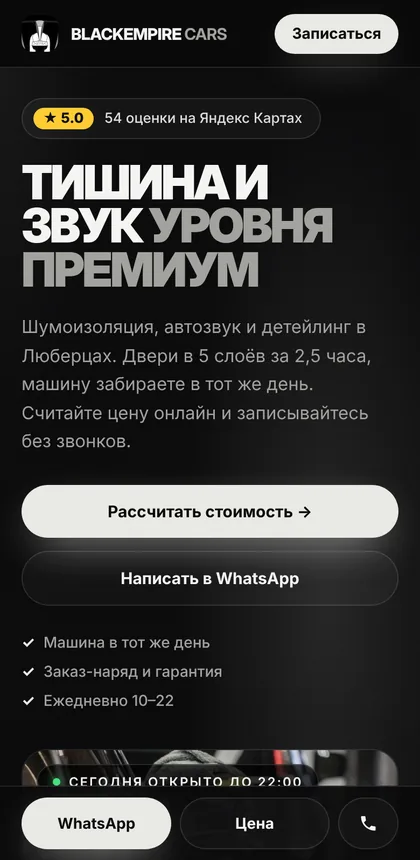 BLACKEMPIRE CARS
Записаться
★ 5.0 54 оценки на Яндекс Картах
ТИШИНА И
ЗВУК УРОВНЯ
ПРЕМИУМ
Шумоизоляция, автозвук и детейлинг в
Люберцах. Двери в 5 слоёв за 2,5 часа,
машину забираете в тот же день.
Считайте цену онлайн и записывайтесь
без звонков.
Рассчитать стоимость →
Написать в WhatsApp
✓ Машина в тот же день
✓ Заказ-наряд и гарантия
✓ Ежедневно 10–22
СЕГОДНЯ ОТКРЫТО ДО 22:00
WhatsApp
Цена